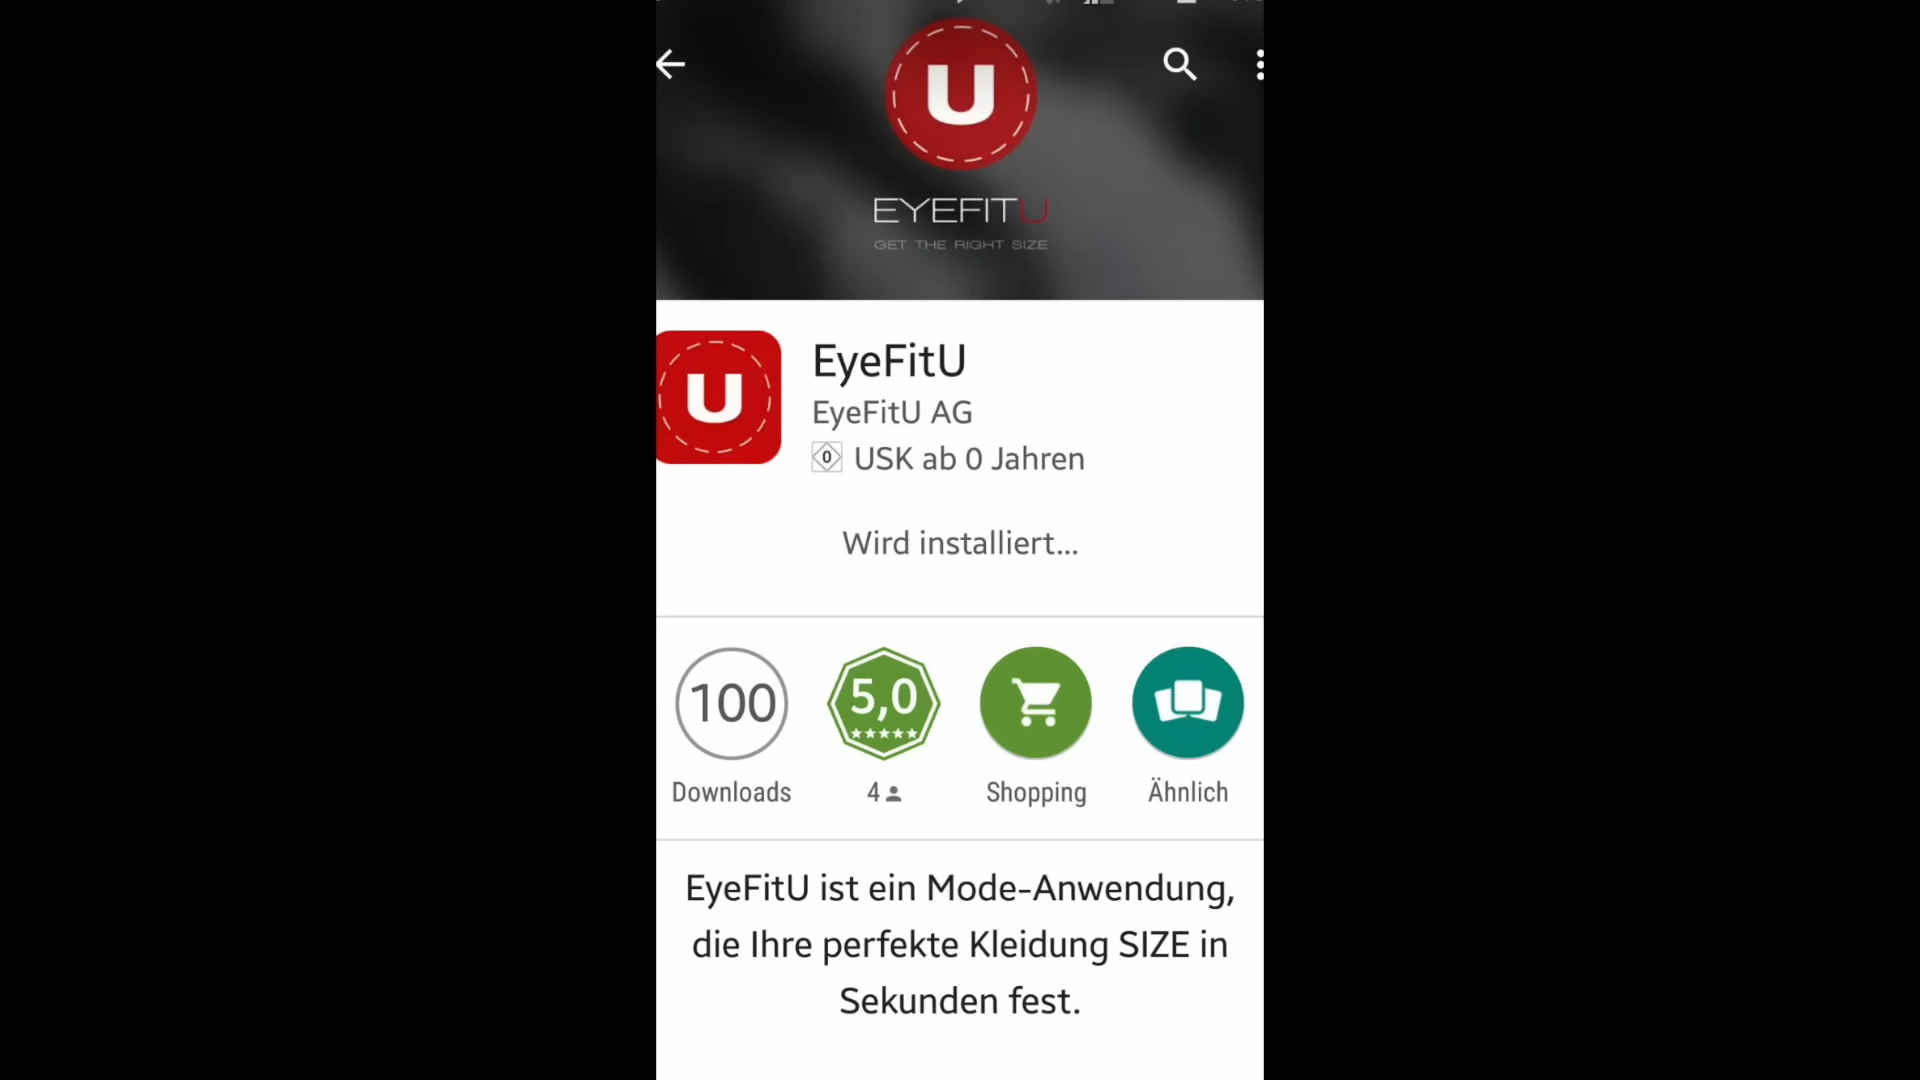 U
EYEFITU
GET THE RIGHT SIZE
U
EyeFitU
EyeFitU AG
0 USK ab 0 Jahren
Wird installiert...
100
5,0
Downloads
4
Shopping
Ähnlich
EyeFitU ist ein Mode-Anwendung,
die Ihre perfekte Kleidung SIZE in
Sekunden fest.